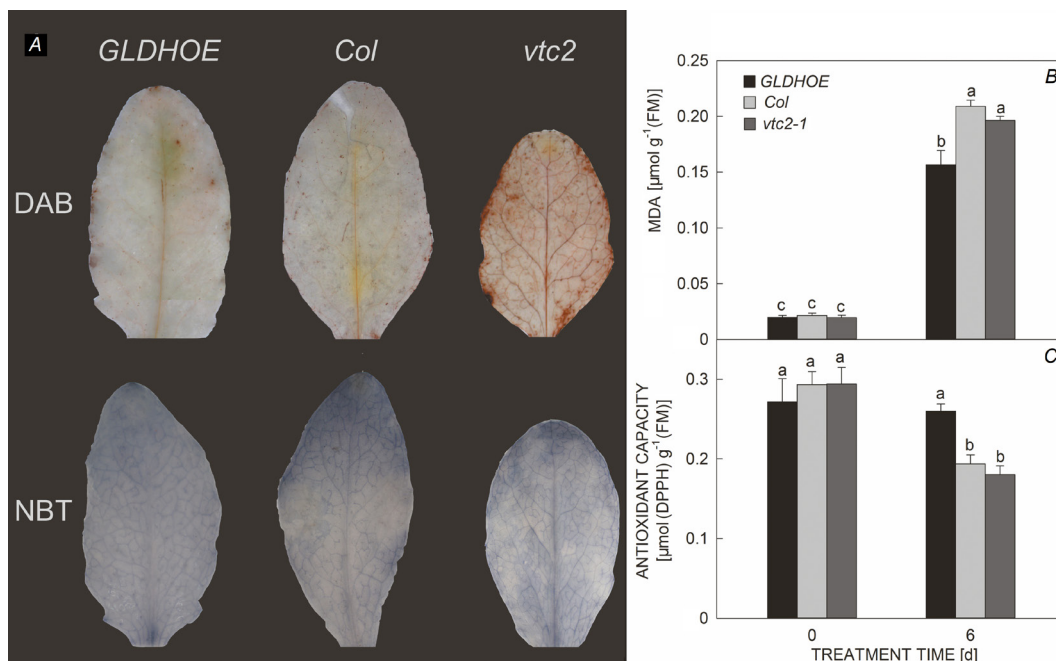 A
GLDHOE Col vtc2
DAB
NBT
B
MDA [µmol g⁻¹(FM)]
0.25
0.20
0.15
0.10
0.05
0
GLDHOE
Col
vtc2-1
c c c
b a a
C
ANTIOXIDANT CAPACITY
[µmol (DPPH) g⁻¹(FM)]
0.3
0.2
0.1
0
a a a
a b b
0 6
TREATMENT TIME [d]